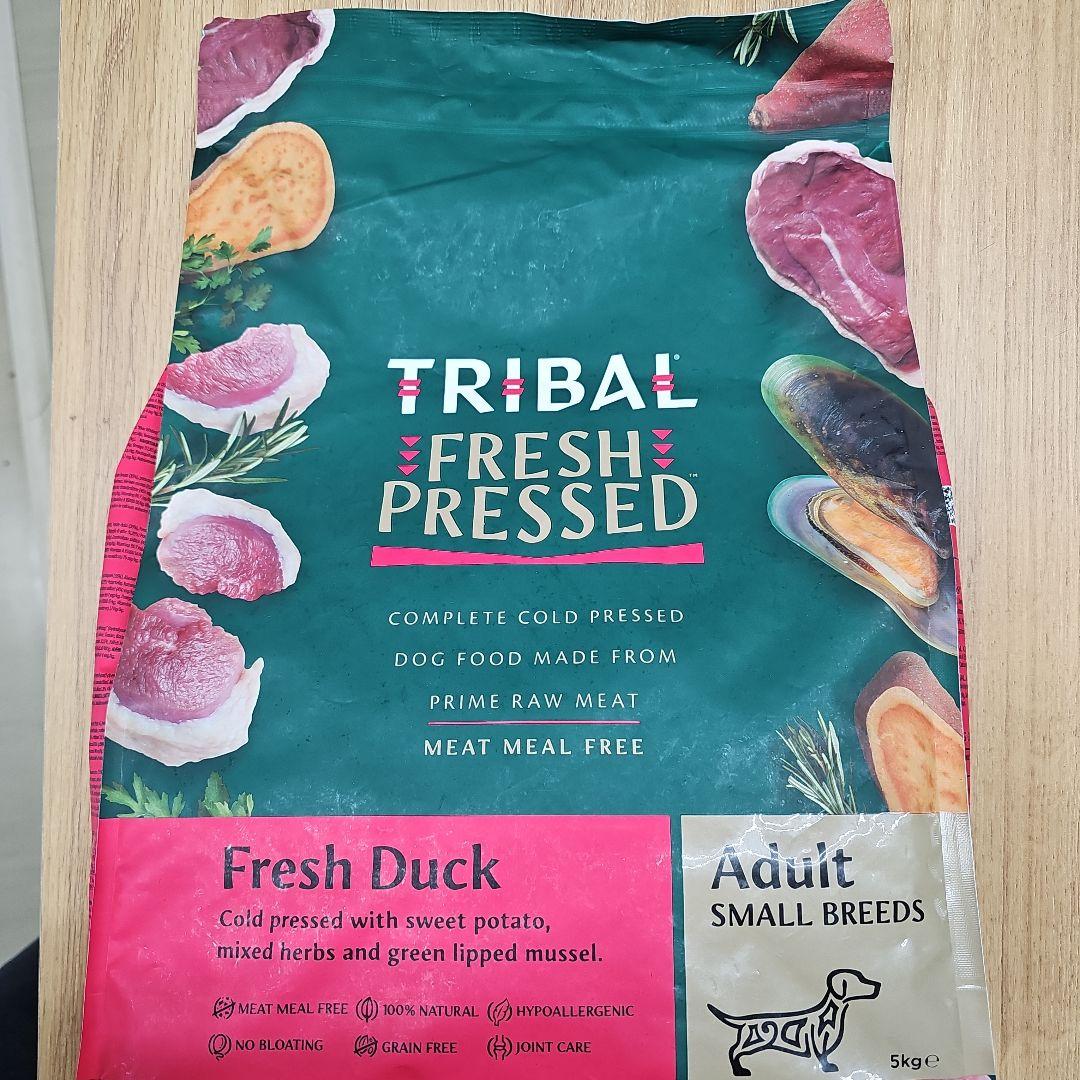 TRIBAL®
FRESH
PRESSED™
COMPLETE COLD PRESSED
DOG FOOD MADE FROM
PRIME RAW MEAT
MEAT MEAL FREE
Fresh Duck
Cold pressed with sweet potato,
mixed herbs and green lipped mussel.
MEAT MEAL FREE 100% NATURAL HYPOALLERGENIC
NO BLOATING GRAIN FREE JOINT CARE
Adult
SMALL BREEDS
5kg℮